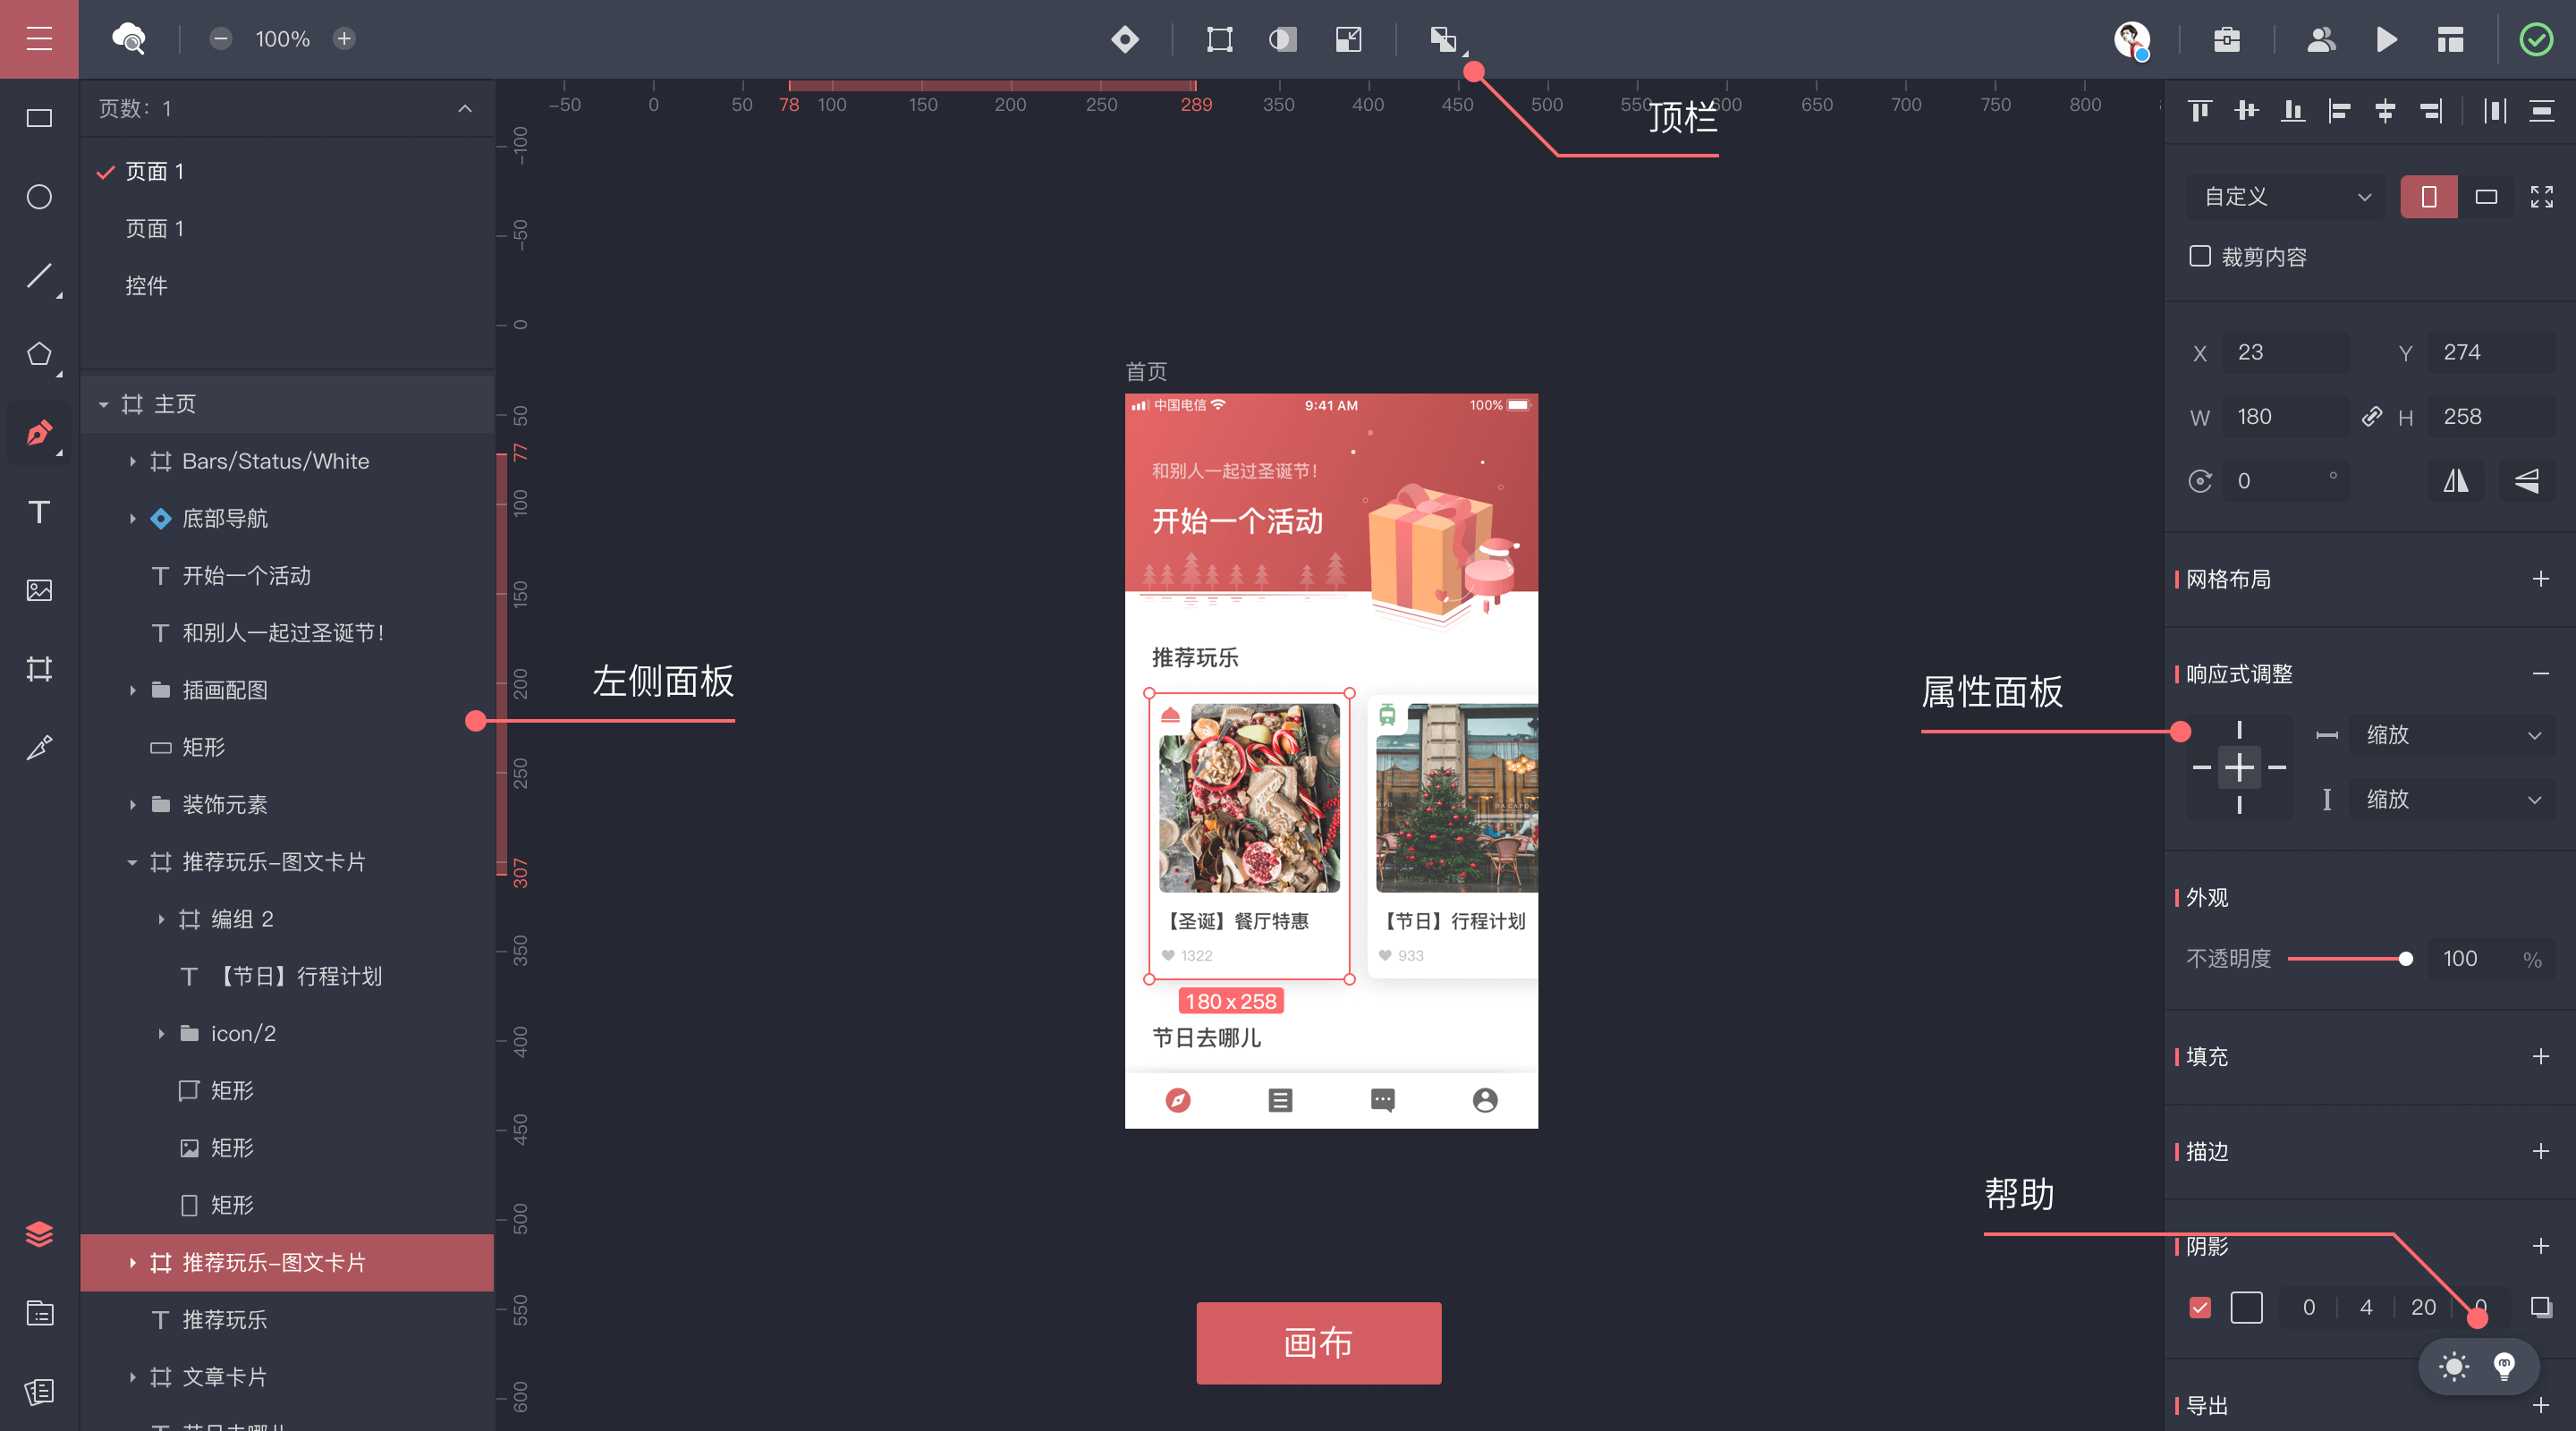 100%
-50
0
50
78
100
150
200
250
289
350
400
450
500
550
600
650
700
750
800
顶栏
-100
-50
0
50
77
100
150
200
250
307
350
400
450
500
550
600
页数：1
页面 1
页面 1
控件
主页
Bars/Status/White
底部导航
开始一个活动
和别人一起过圣诞节！
插画配图
矩形
装饰元素
推荐玩乐-图文卡片
编组 2
【节日】行程计划
icon/2
矩形
矩形
矩形
推荐玩乐-图文卡片
推荐玩乐
文章卡片
节日去哪儿
左侧面板
首页
中国电信
9:41 AM
100%
和别人一起过圣诞节！
开始一个活动
推荐玩乐
DA CAPO
【圣诞】餐厅特惠
1322
【节日】行程计划
933
180 x 258
节日去哪儿
画布
属性面板
帮助
自定义
裁剪内容
X 23 Y 274
W 180 H 258
0 °
网格布局
响应式调整
缩放
缩放
外观
不透明度 100 %
填充
描边
阴影
0 4 20 0
导出